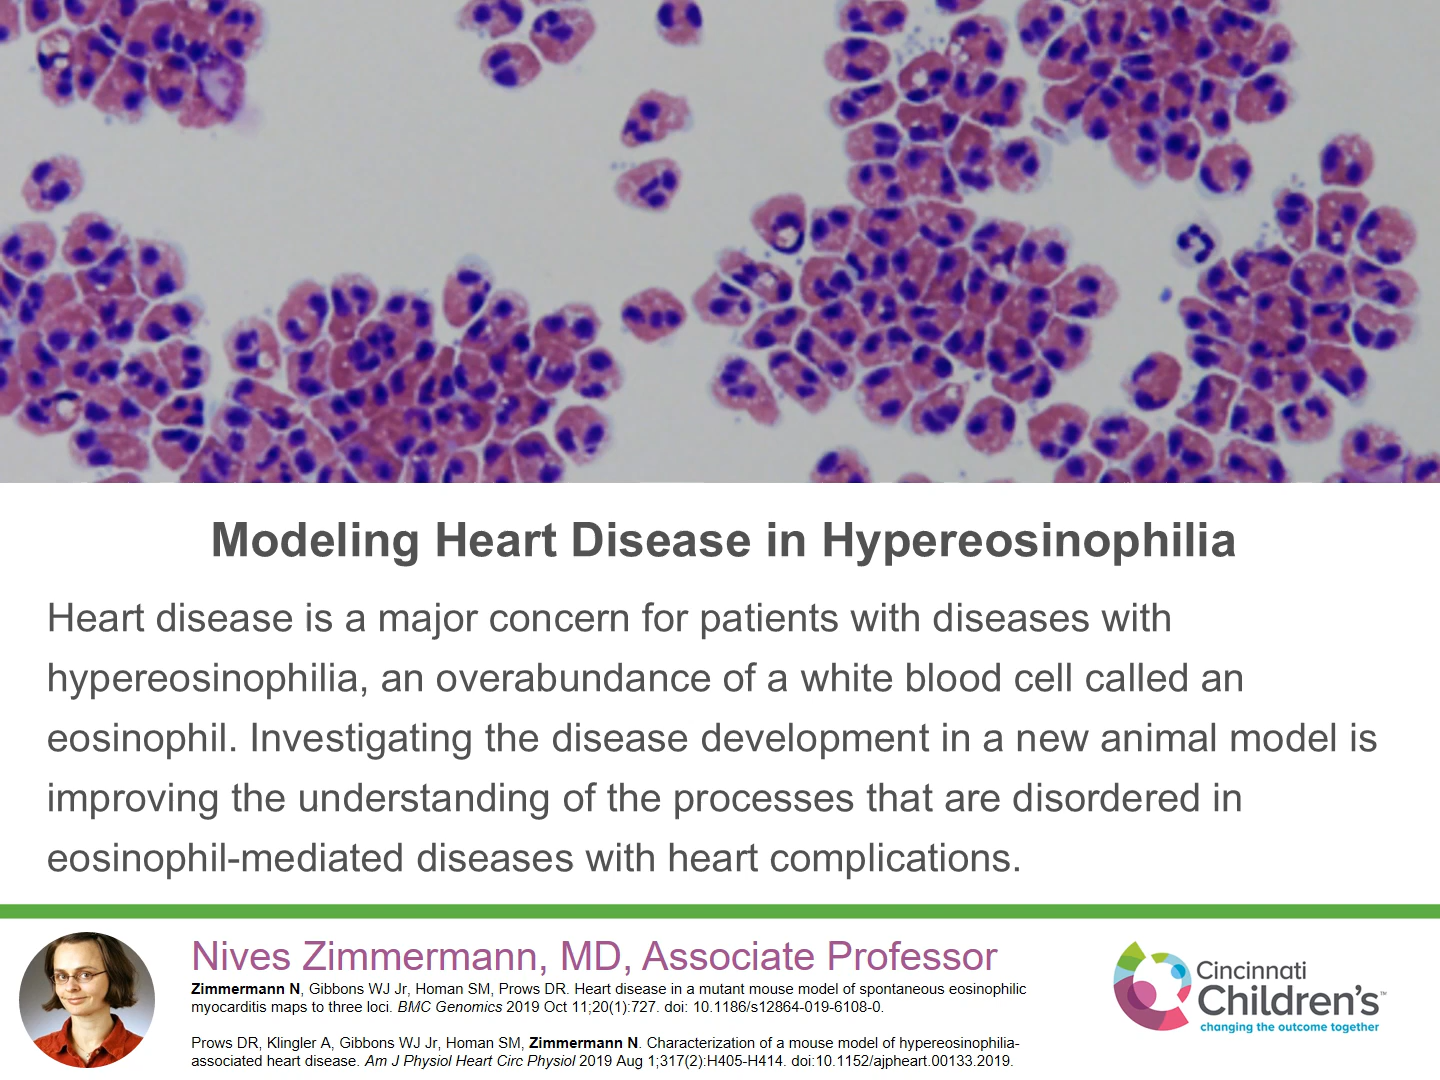 Modeling Heart Disease in Hypereosinophilia
Heart disease is a major concern for patients with diseases with
hypereosinophilia, an overabundance of a white blood cell called an
eosinophil. Investigating the disease development in a new animal model is
improving the understanding of the processes that are disordered in
eosinophil-mediated diseases with heart complications.
Nives Zimmermann, MD, Associate Professor
Zimmermann N, Gibbons WJ Jr, Homan SM, Prows DR. Heart disease in a mutant mouse model of spontaneous eosinophilic
myocarditis maps to three loci. BMC Genomics 2019 Oct 11;20(1):727. doi: 10.1186/s12864-019-6108-0.
Prows DR, Klingler A, Gibbons WJ Jr, Homan SM, Zimmermann N. Characterization of a mouse model of hypereosinophilia-
associated heart disease. Am J Physiol Heart Circ Physiol 2019 Aug 1;317(2):H405-H414. doi:10.1152/ajpheart.00133.2019.
Cincinnati
Children's™
changing the outcome together